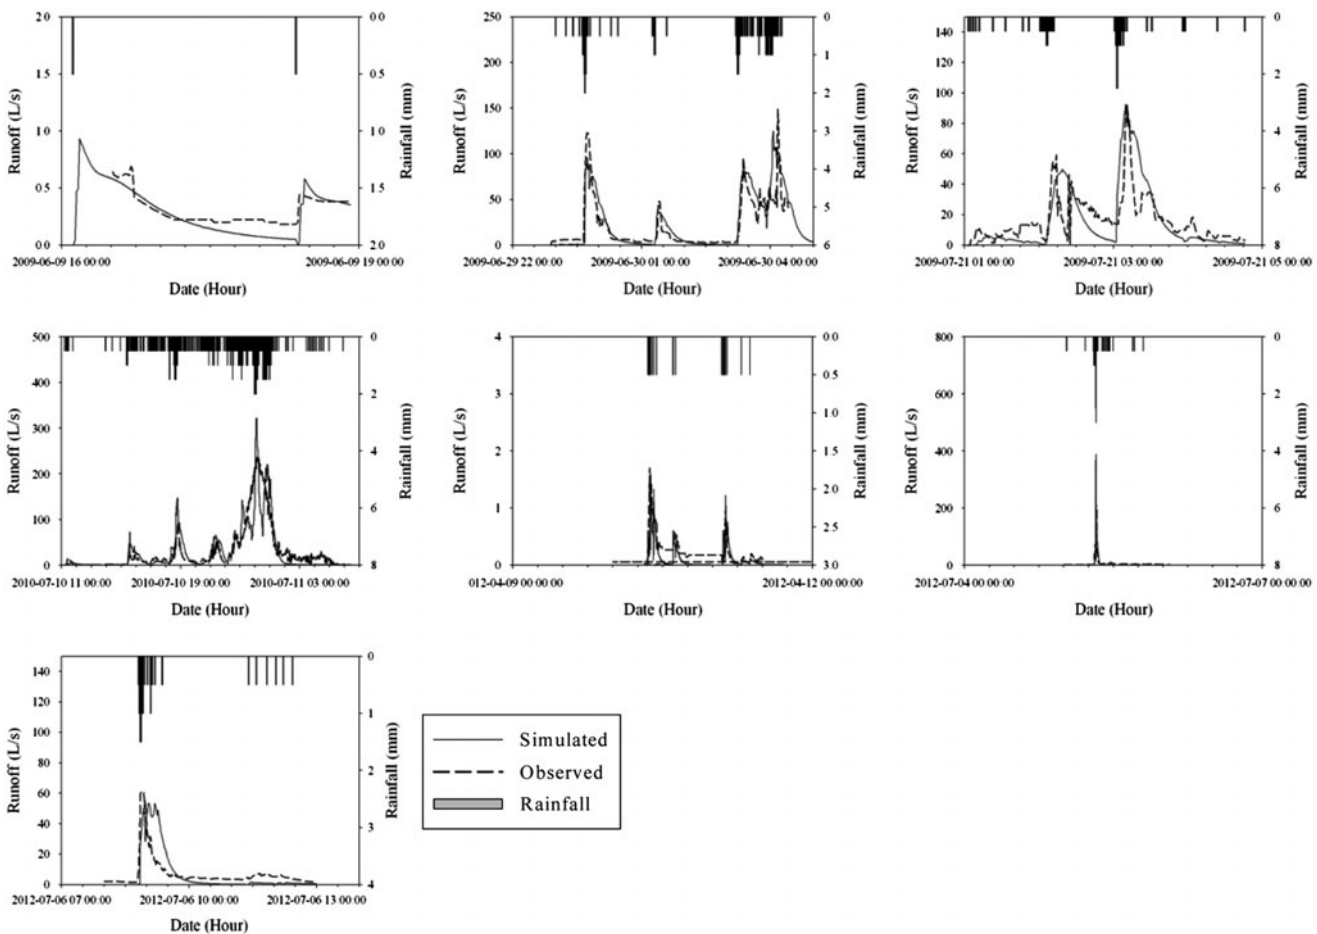 2 0
1.5
1 0
0.5
0.0
Runoff (L/s)
0 0
0.5
1 0
1.5
2.0
Rainfall (mm)
2009-06-09 16 00:00
2009-06-09 19 00:00
Date (Hour)
250
200
150
100
50
0
Runoff (L/s)
0
1
2
3
4
5
6
Rainfall (mm)
2009-06-29 22 00:00
2009-06-30 01 00:00
2009-06-30 04 00:00
Date (Hour)
140
120
100
80
60
40
20
0
Runoff (L/s)
0
2
4
6
8
Rainfall (mm)
2009-07-21 01 00:00
2009-07-21 03 00:00
2009-07-21 05 00:00
Date (Hour)
500
400
300
200
100
0
Runoff (L/s)
0
2
4
6
8
Rainfall (mm)
2010-07-10 11 00:00
2010-07-10 19 00:00
2010-07-11 03 00:00
Date (Hour)
4
3
2
1
0
Runoff (L/s)
0.0
0.5
1 0
1 5
2 0
2.5
3.0
Rainfall (mm)
012-04-09 00:00:00
2012-04-12 00:00:00
Date (Hour)
800
600
400
200
0
Runoff (L/s)
0
2
4
6
8
Rainfall (mm)
2012-07-04 00:00:00
2012-07-07 00:00:00
Date (Hour)
140
120
100
80
60
40
20
0
Runoff (L/s)
0
1
2
3
4
Rainfall (mm)
2012-07-06 07 00:00
2012-07-06 10 00:00
2012-07-06 13 00:00
Date (Hour)
Simulated
Observed
Rainfall